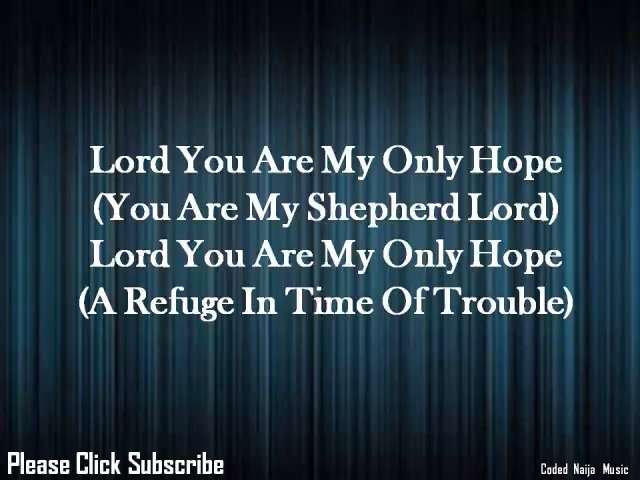 Lord You Are My Only Hope
(You Are My Shepherd Lord)
Lord You Are My Only Hope
(A Refuge In Time Of Trouble)
Please Click Subscribe
Coded Naija Music